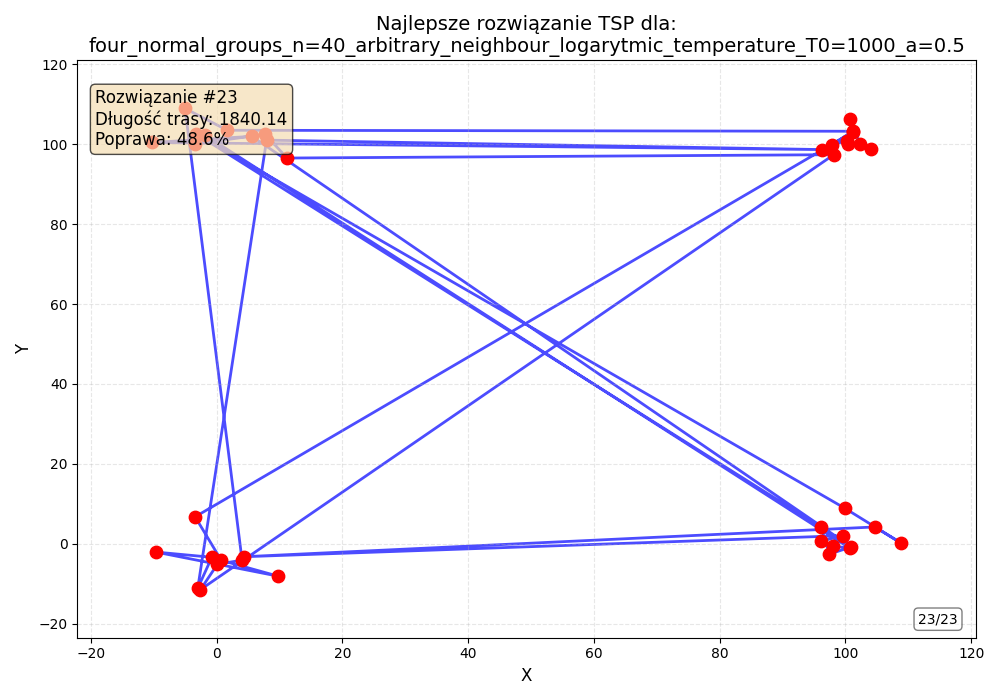 Najlepsze rozwiązanie TSP dla:
four_normal_groups_n=40_arbitrary_neighbour_logarytmic_temperature_T0=1000_a=0.5
Rozwiązanie #23
Długość trasy: 1840.14
Poprawa: 48.6%
120
100
80
60
40
20
0
−20
Y
−20
0
20
40
60
80
100
120
X
23/23